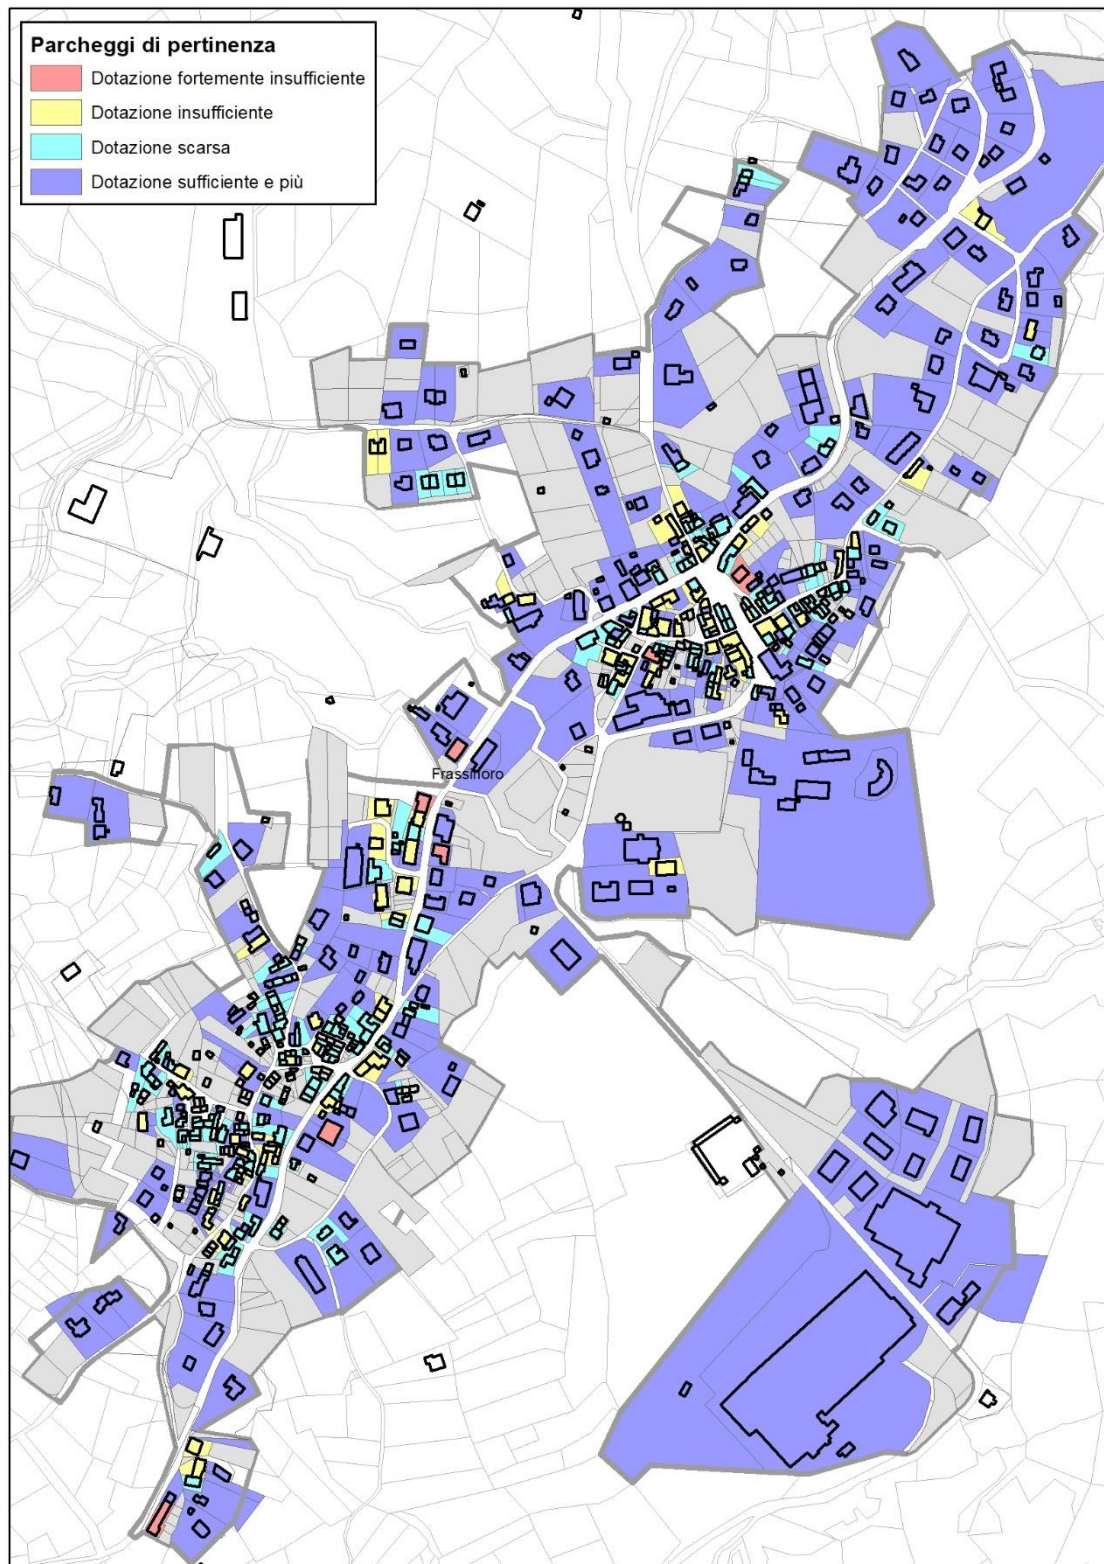 Parcheggi di pertinenza
Dotazione fortemente insufficiente
Dotazione insufficiente
Dotazione scarsa
Dotazione sufficiente e più
Frassinoro